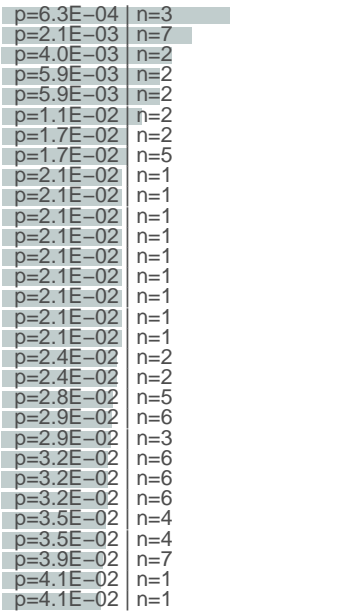 p=6.3E−04 | n=3
p=2.1E−03 | n=7
p=4.0E−03 | n=2
p=5.9E−03 | n=2
p=5.9E−03 | n=2
p=1.1E−02 | n=2
p=1.7E−02 | n=2
p=1.7E−02 | n=5
p=2.1E−02 | n=1
p=2.1E−02 | n=1
p=2.1E−02 | n=1
p=2.1E−02 | n=1
p=2.1E−02 | n=1
p=2.1E−02 | n=1
p=2.1E−02 | n=1
p=2.1E−02 | n=1
p=2.1E−02 | n=1
p=2.4E−02 | n=2
p=2.4E−02 | n=2
p=2.8E−02 | n=5
p=2.9E−02 | n=6
p=2.9E−02 | n=3
p=3.2E−02 | n=6
p=3.2E−02 | n=6
p=3.2E−02 | n=6
p=3.5E−02 | n=4
p=3.5E−02 | n=4
p=3.9E−02 | n=7
p=4.1E−02 | n=1
p=4.1E−02 | n=1